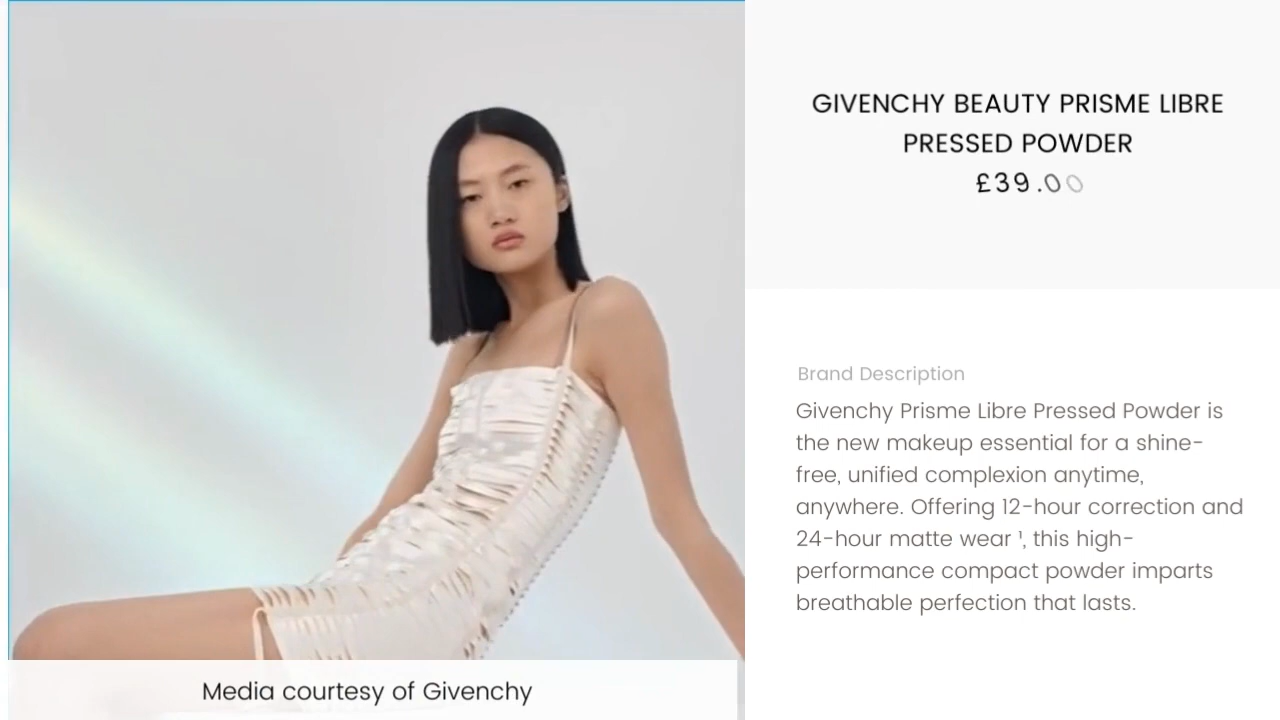 GIVENCHY BEAUTY PRISME LIBRE
PRESSED POWDER
£39.00
Brand Description
Givenchy Prisme Libre Pressed Powder is
the new makeup essential for a shine-
free, unified complexion anytime,
anywhere. Offering 12-hour correction and
24-hour matte wear ¹, this high-
performance compact powder imparts
breathable perfection that lasts.
Media courtesy of Givenchy